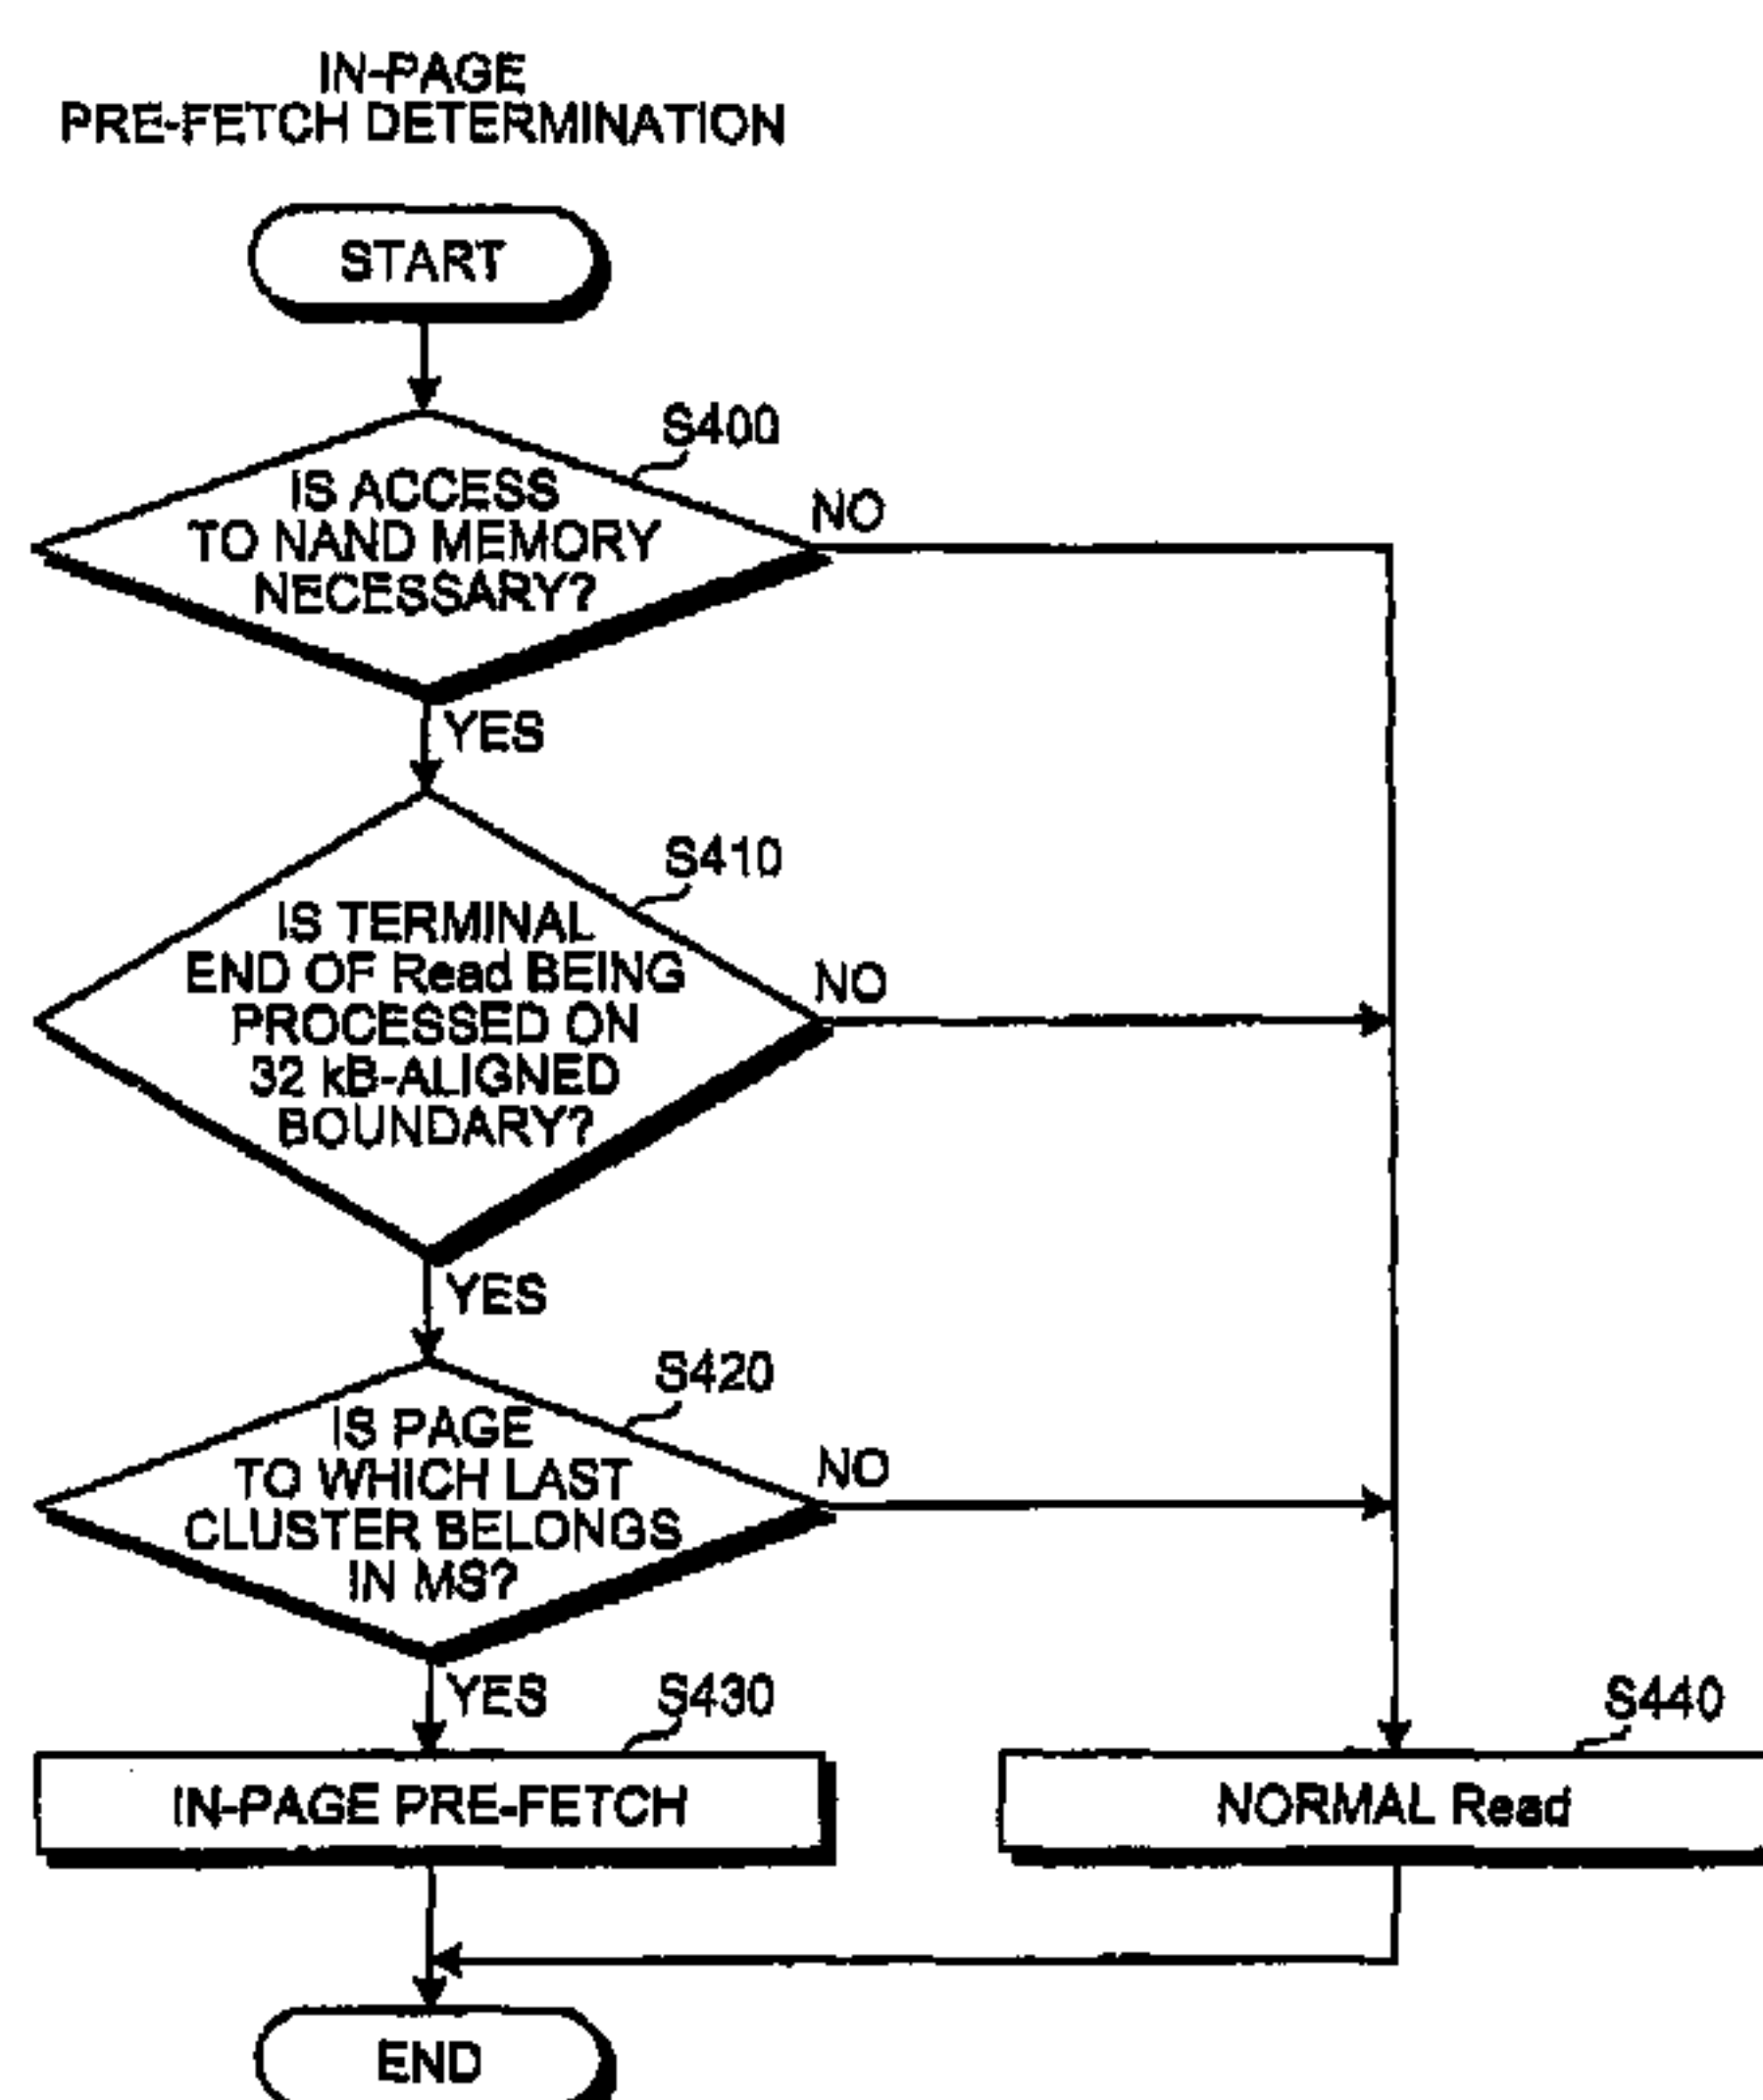 IN-PAGE
PRE-FETCH DETERMINATION
START
S400
IS ACCESS
TO NAND MEMORY
NECESSARY?
NO
YES
S410
IS TERMINAL
END OF Read BEING
PROCESSED ON
32 kB-ALIGNED
BOUNDARY?
NO
YES
S420
IS PAGE
TO WHICH LAST
CLUSTER BELONGS
IN MS?
NO
YES
S430
S440
IN-PAGE PRE-FETCH
NORMAL Read
END